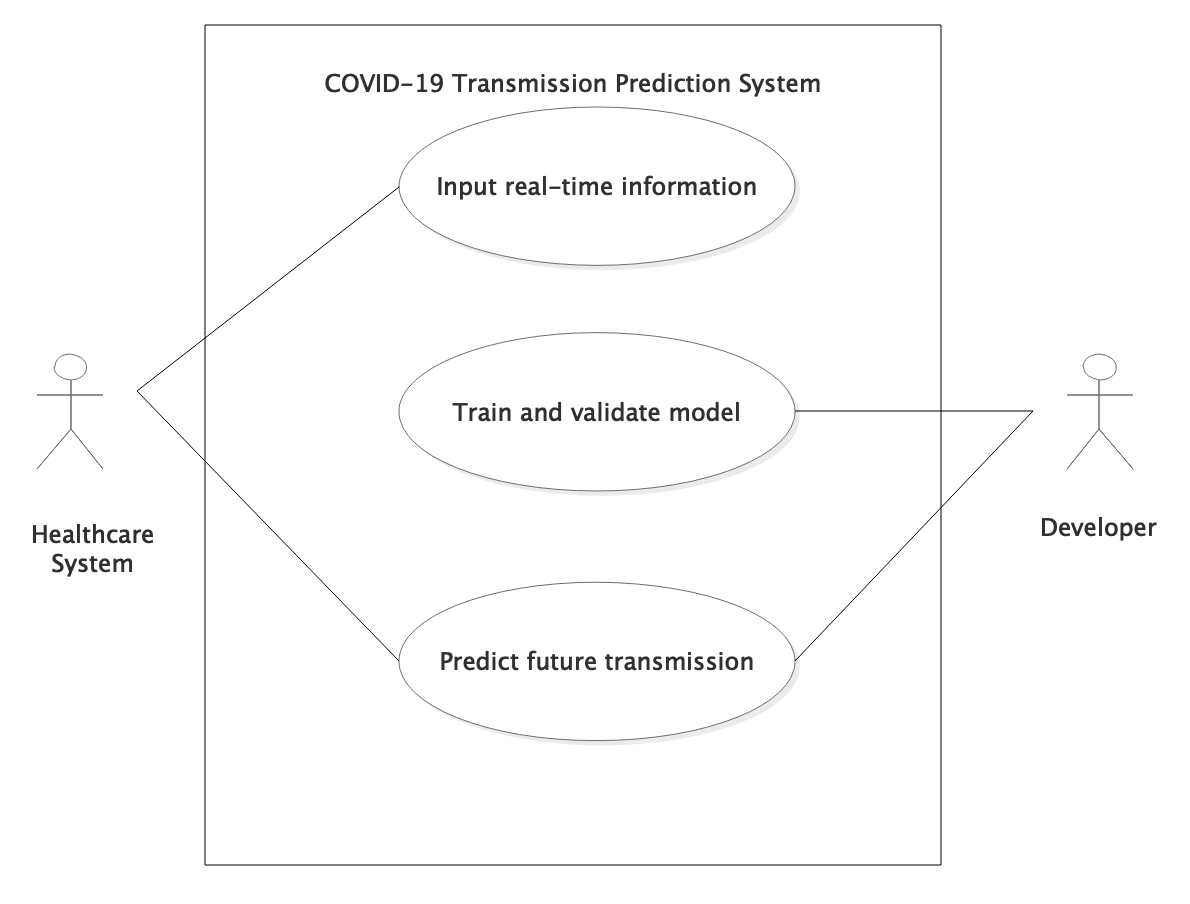 COVID-19 Transmission Prediction System
Input real-time information
Train and validate model
Healthcare
System
Developer
Predict future transmission